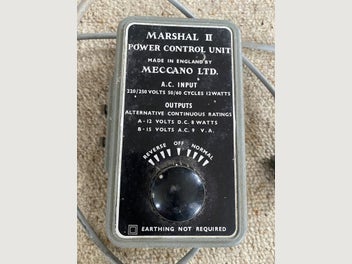 MARSHAL II
POWER CONTROL UNIT
MADE IN ENGLAND BY
MECCANO LTD.
A.C. INPUT
220/250 VOLTS 50/60 CYCLES 12 WATTS
OUTPUTS
ALTERNATIVE CONTINUOUS RATINGS
A - 12 VOLTS D.C. 8 WATTS
B - 15 VOLTS A.C. 9 V.A.
REVERSE OFF NORMAL
EARTHING NOT REQUIRED